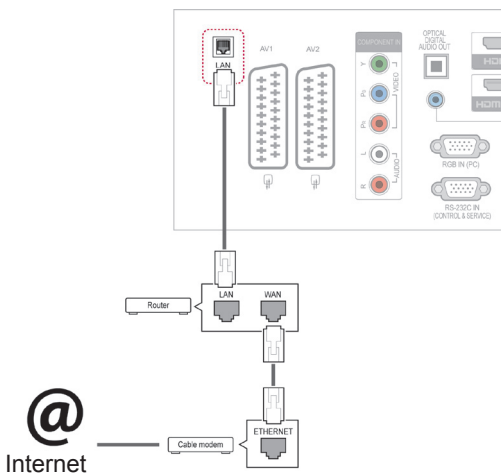 LAN
AV1
AV2
COMPONENT IN
Y
PB
PR
VIDEO
L
R
AUDIO
OPTICAL
DIGITAL
AUDIO OUT
RGB IN (PC)
RS-232C IN
(CONTROL & SERVICE)
LAN
WAN
Router
ETHERNET
Cable modem
@
Internet